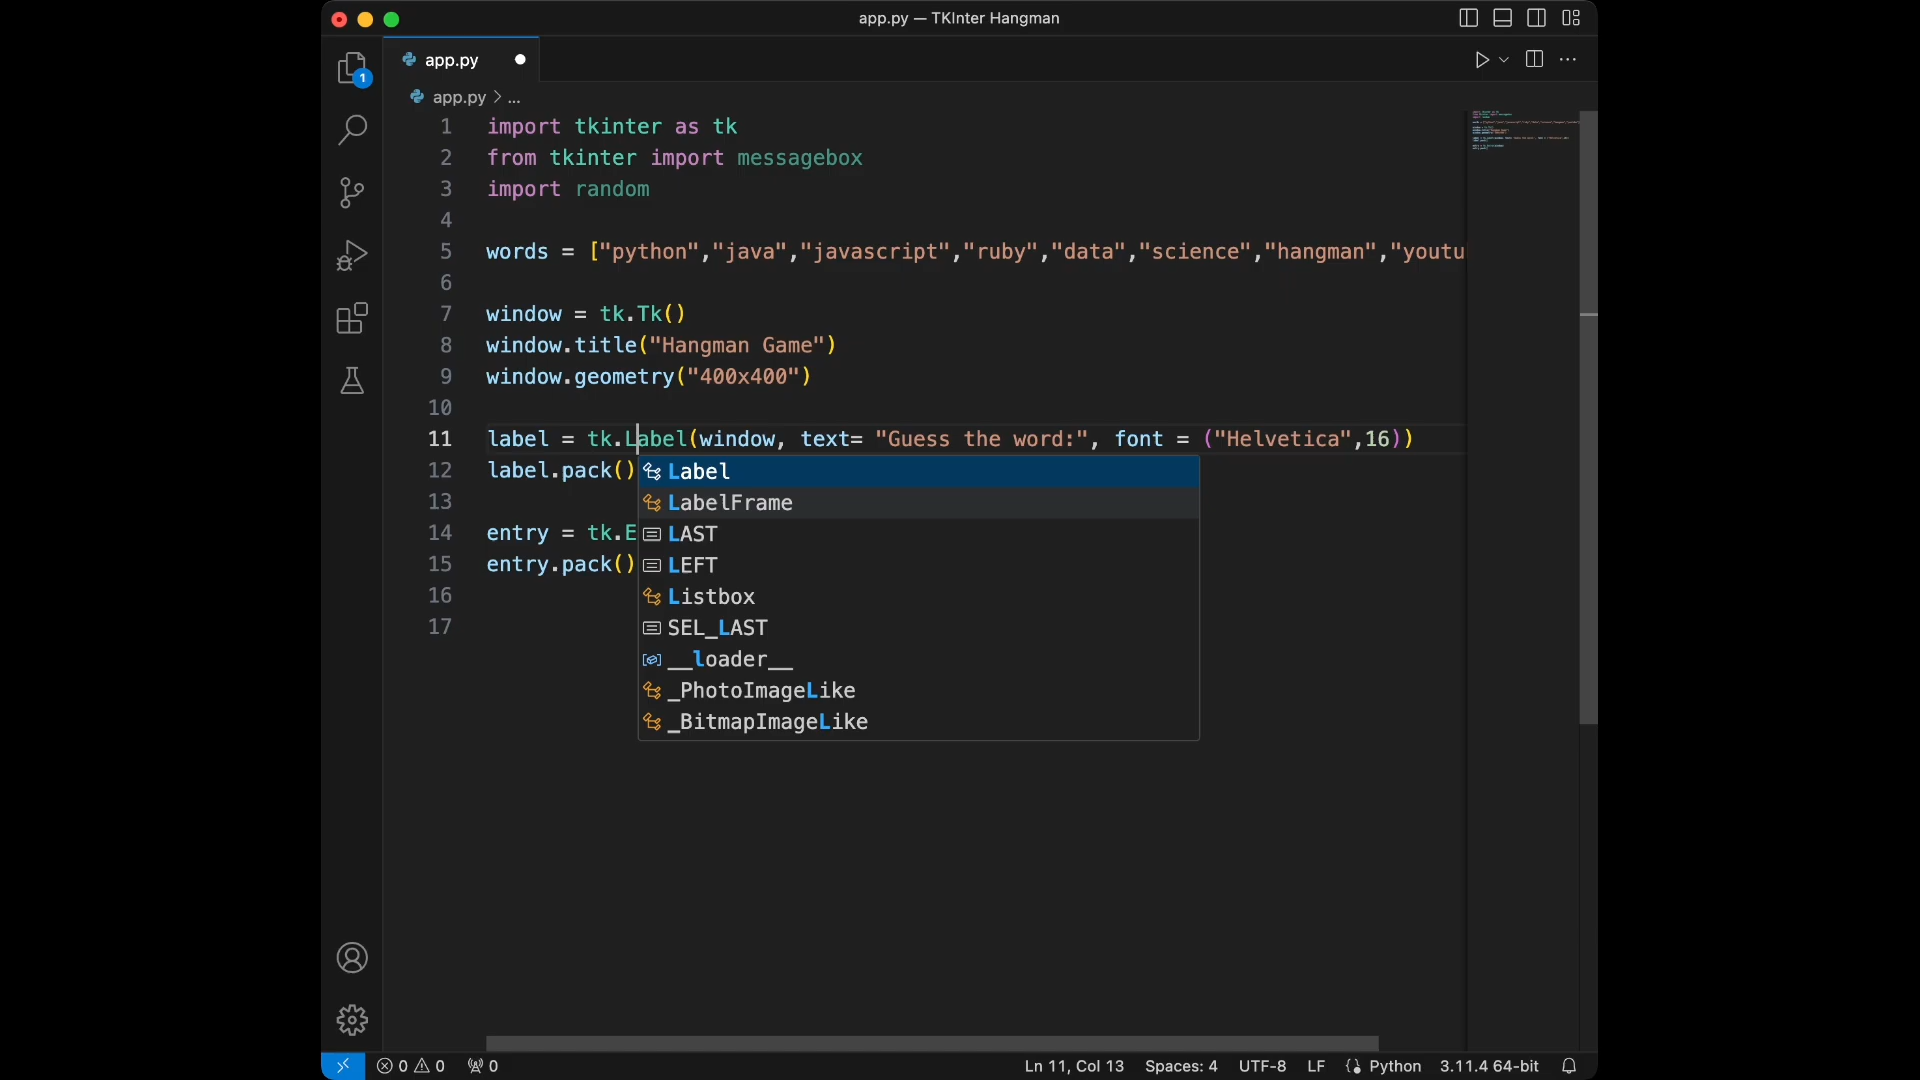 app.py — TKInter Hangman
app.py
1
app.py > ...
1 import tkinter as tk
2 from tkinter import messagebox
3 import random
4
5 words = ["python","java","javascript","ruby","data","science","hangman","youtu
6
7 window = tk.Tk()
8 window.title("Hangman Game")
9 window.geometry("400x400")
10
11 label = tk.Label(window, text= "Guess the word:", font = ("Helvetica",16))
12 label.pack()
Label
LabelFrame
13
14 entry = tk.E
LAST
15 entry.pack()
LEFT
16
Listbox
17
SEL_LAST
__loader__
_PhotoImageLike
_BitmapImageLike
0 0 0 Ln 11, Col 13 Spaces: 4 UTF-8 LF Python 3.11.4 64-bit